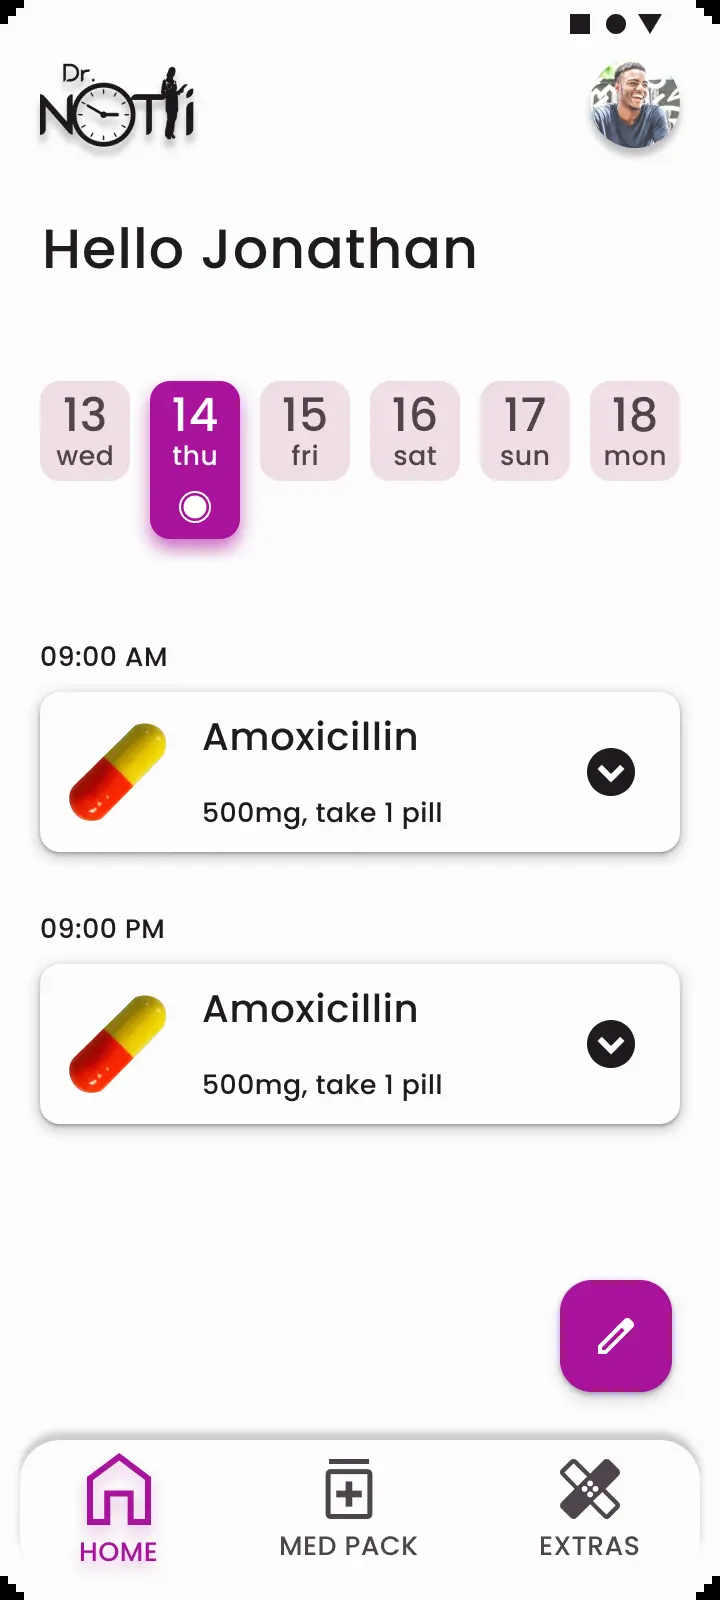 Dr.
NOTTi
Hello Jonathan
13 14 15 16 17 18
wed thu fri sat sun mon
09:00 AM
Amoxicillin
500mg, take 1 pill
09:00 PM
Amoxicillin
500mg, take 1 pill
HOME MED PACK EXTRAS